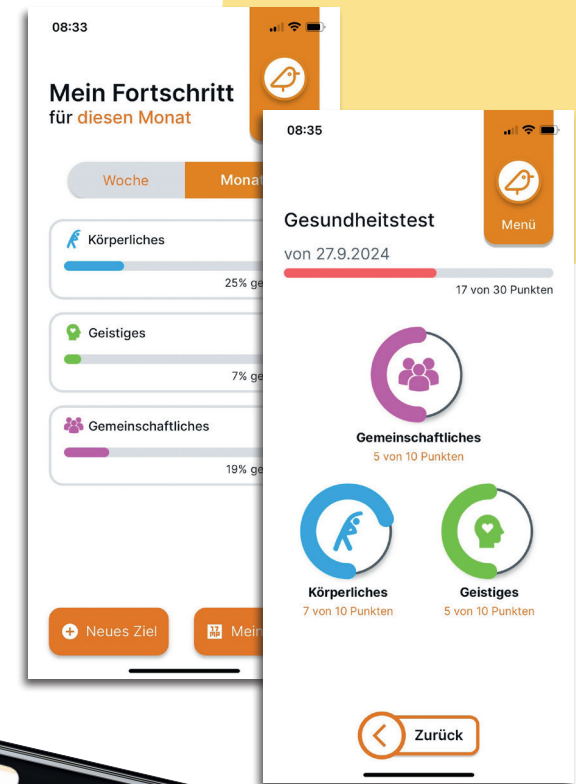 08:33
Mein Fortschritt
für diesen Monat
Woche
Monat
Körperliches
25% ge
Geistiges
7% ge
Gemeinschaftliches
19% ge
Neues Ziel
Mein
08:35
Menü
Gesundheitstest
von 27.9.2024
17 von 30 Punkten
Gemeinschaftliches
5 von 10 Punkten
Körperliches
7 von 10 Punkten
Geistiges
5 von 10 Punkten
Zurück